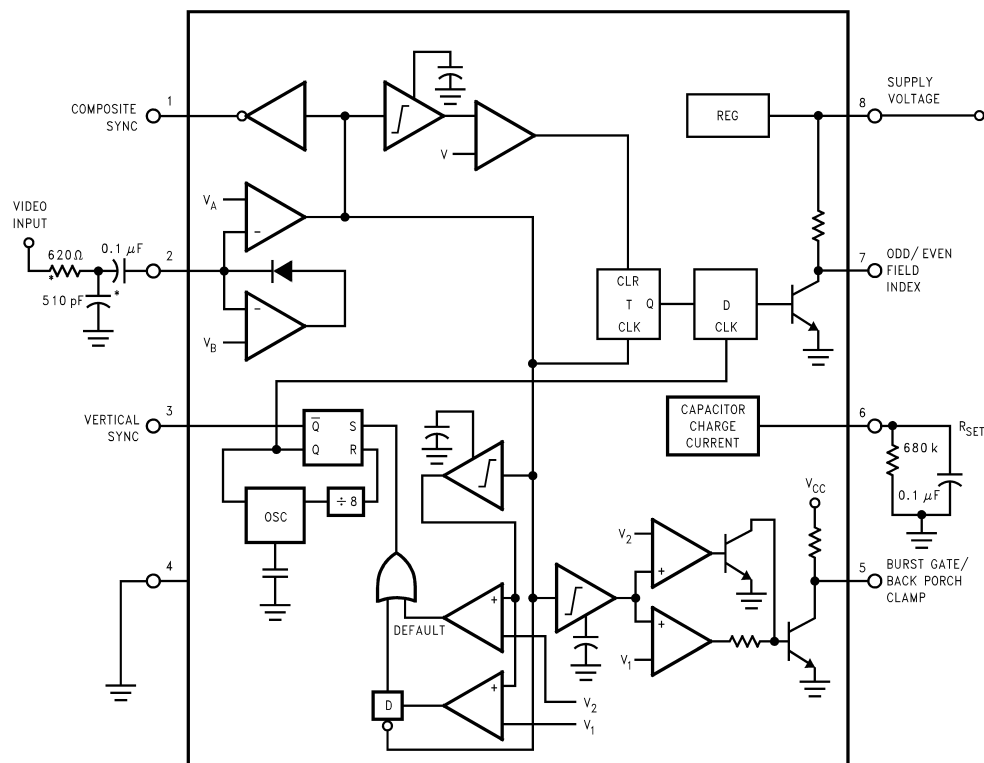 COMPOSITE
SYNC
1
V
REG
8
SUPPLY
VOLTAGE
VIDEO
INPUT
620Ω
*
0.1 μF
*
510 pF
2
V_A
−
−
V_B
CLR
T Q
CLK
D
CLK
7
ODD/EVEN
FIELD
INDEX
VERTICAL
SYNC
3
Q̅ S
Q R
OSC
÷ 8
CAPACITOR
CHARGE
CURRENT
6
R_SET
680 k
0.1 μF
V_CC
4
DEFAULT
+
+
D
V_2
V_1
V_2
+
+
V_1
5
BURST GATE/
BACK PORCH
CLAMP